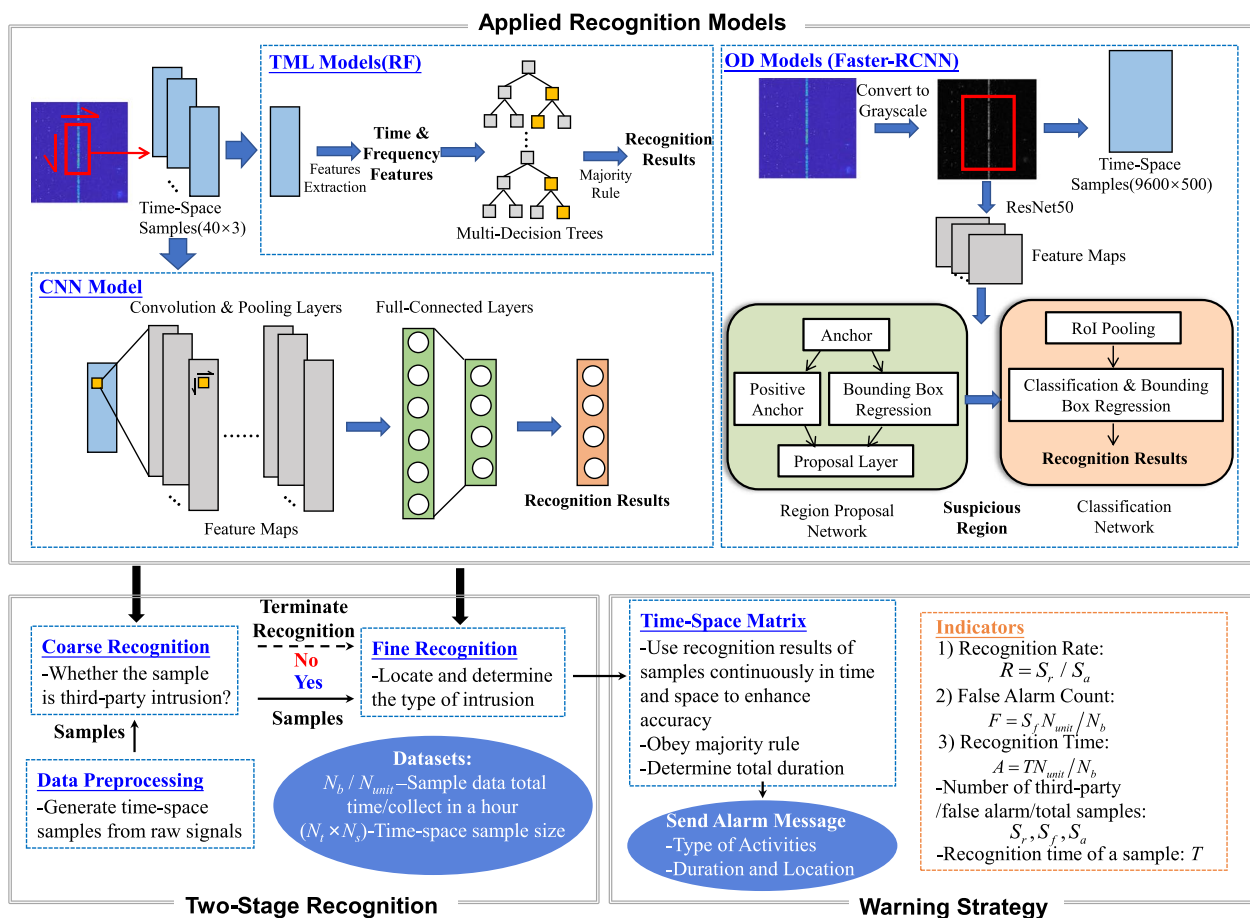 Applied Recognition Models
TML Models(RF)
Features
Extraction
Time &
Frequency
Features
Multi-Decision Trees
Majority
Rule
Recognition
Results
Time-Space
Samples(40×3)
OD Models (Faster-RCNN)
Convert to
Grayscale
Time-Space
Samples(9600×500)
ResNet50
Feature Maps
Anchor
Positive
Anchor
Bounding Box
Regression
Proposal Layer
Region Proposal
Network
Suspicious
Region
RoI Pooling
Classification & Bounding
Box Regression
Recognition Results
Classification
Network
CNN Model
Convolution & Pooling Layers
Full-Connected Layers
Feature Maps
Recognition Results
Coarse Recognition
-Whether the sample
is third-party intrusion?
Samples
Data Preprocessing
-Generate time-space
samples from raw signals
Terminate
Recognition
No
Yes
Samples
Fine Recognition
-Locate and determine
the type of intrusion
Datasets:
N_b / N_unit–Sample data total
time/collect in a hour
(N_t × N_s)-Time-space sample size
Two-Stage Recognition
Time-Space Matrix
-Use recognition results of
samples continuously in time
and space to enhance
accuracy
-Obey majority rule
-Determine total duration
Send Alarm Message
-Type of Activities
-Duration and Location
Indicators
1) Recognition Rate:
R = S_r / S_a
2) False Alarm Count:
F = S_f N_unit / N_b
3) Recognition Time:
A = TN_unit / N_b
-Number of third-party
/false alarm/total samples:
S_r , S_f , S_a
-Recognition time of a sample: T
Warning Strategy